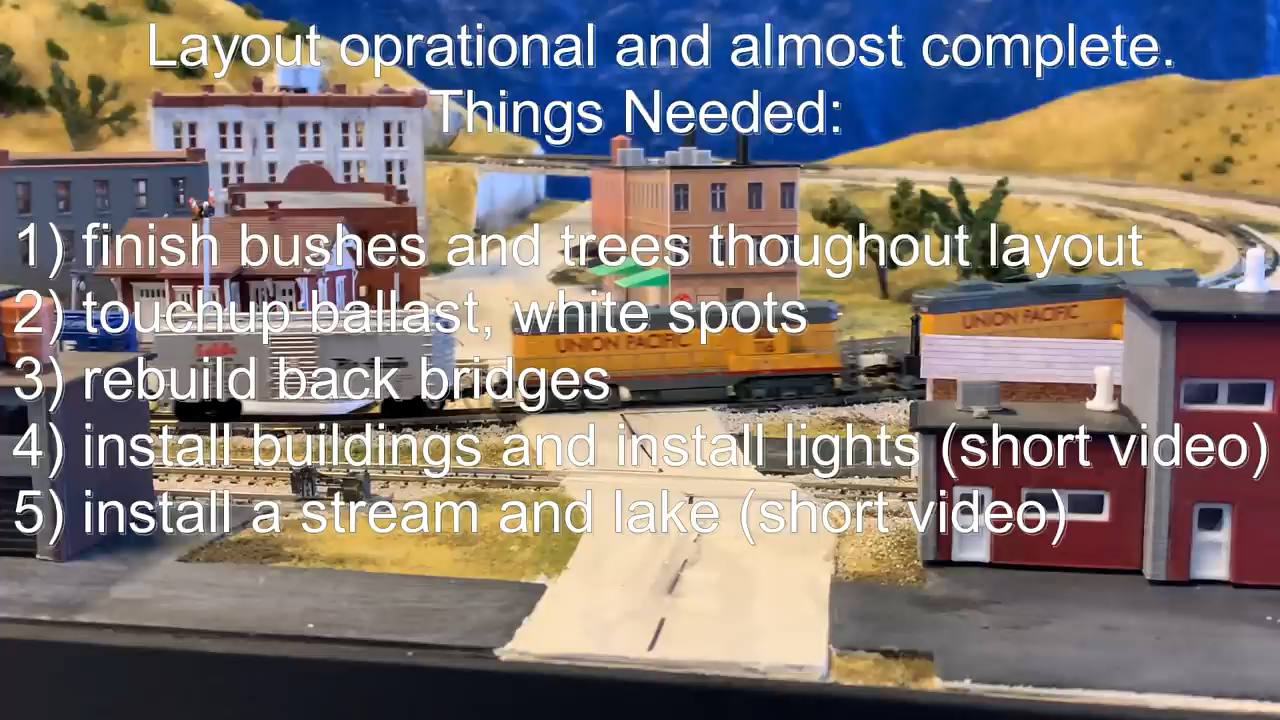 Layout oprational and almost complete.
Things Needed:
1) finish bushes and trees thoughout layout
2) touchup ballast, white spots
3) rebuild back bridges
4) install buildings and install lights (short video)
5) install a stream and lake (short video)
UNION PACIFIC
UNION PACIFIC